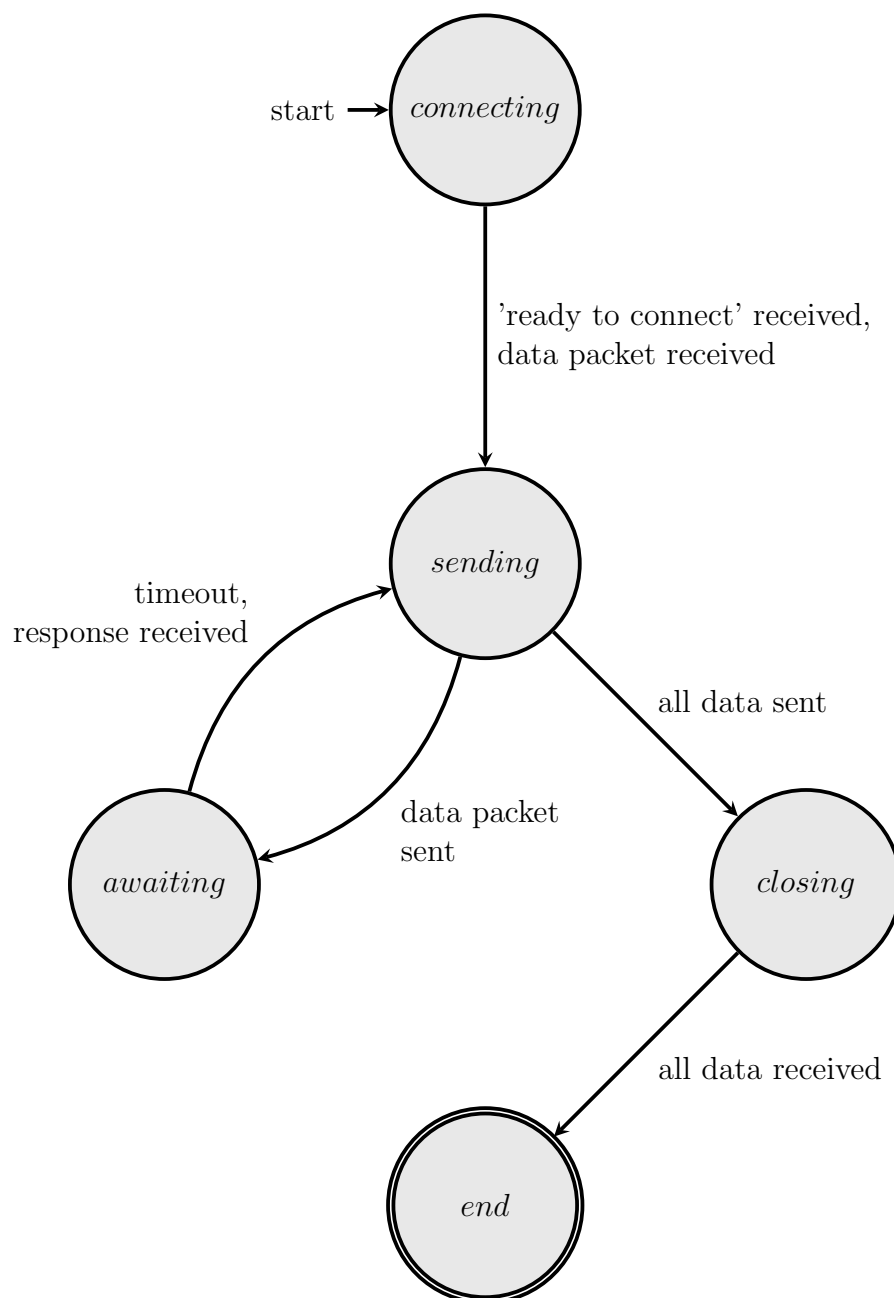 start
connecting
’ready to connect’ received,
data packet received
sending
timeout,
response received
all data sent
data packet
sent
awaiting
closing
all data received
end